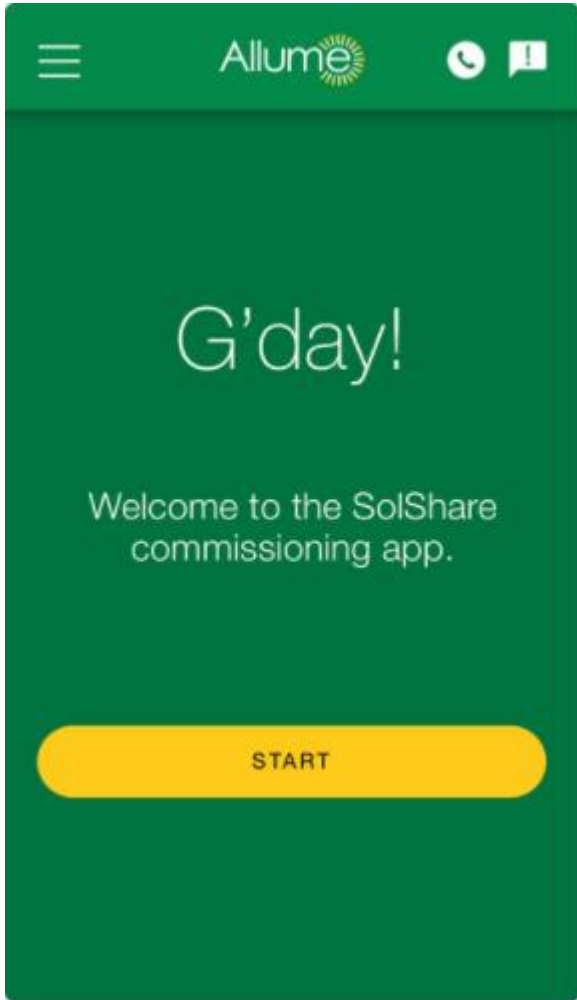 Allume
G’day!
Welcome to the SolShare
commissioning app.
START